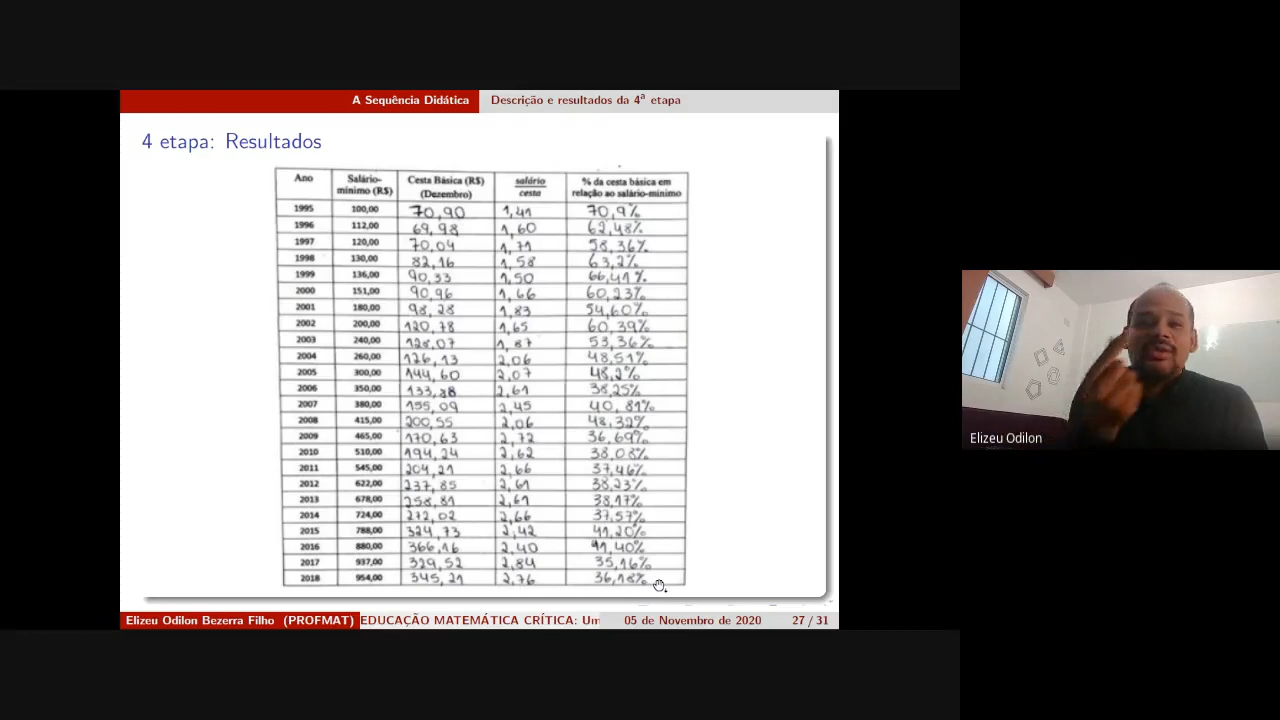 A Sequência Didática Descrição e resultados da 4ª etapa
4 etapa: Resultados
Ano Salário-mínimo (R$) Cesta Básica (R$) (Dezembro) salário/cesta % da cesta básica em relação ao salário-mínimo
1995 100,00 70,90 1,41 70,9%
1996 112,00 69,98 1,60 62,48%
1997 120,00 70,04 1,71 58,36%
1998 130,00 82,16 1,58 63,2%
1999 136,00 90,33 1,50 66,41%
2000 151,00 90,96 1,66 60,23%
2001 180,00 98,28 1,83 54,60%
2002 200,00 120,78 1,65 60,39%
2003 240,00 128,07 1,87 53,36%
2004 260,00 126,13 2,06 48,51%
2005 300,00 144,60 2,07 48,2%
2006 350,00 133,88 2,61 38,25%
2007 380,00 155,09 2,45 40,81%
2008 415,00 200,55 2,06 48,32%
2009 465,00 170,63 2,72 36,69%
2010 510,00 194,24 2,62 38,08%
2011 545,00 204,21 2,66 37,46%
2012 622,00 237,85 2,61 38,23%
2013 678,00 258,81 2,61 38,17%
2014 724,00 272,02 2,66 37,57%
2015 788,00 324,73 2,42 41,20%
2016 880,00 366,16 2,40 41,40%
2017 937,00 329,52 2,84 35,16%
2018 954,00 345,21 2,76 36,18%
Elizeu Odilon Bezerra Filho (PROFMAT) EDUCAÇÃO MATEMÁTICA CRÍTICA: Um 05 de Novembro de 2020 27 / 31
Elizeu Odilon